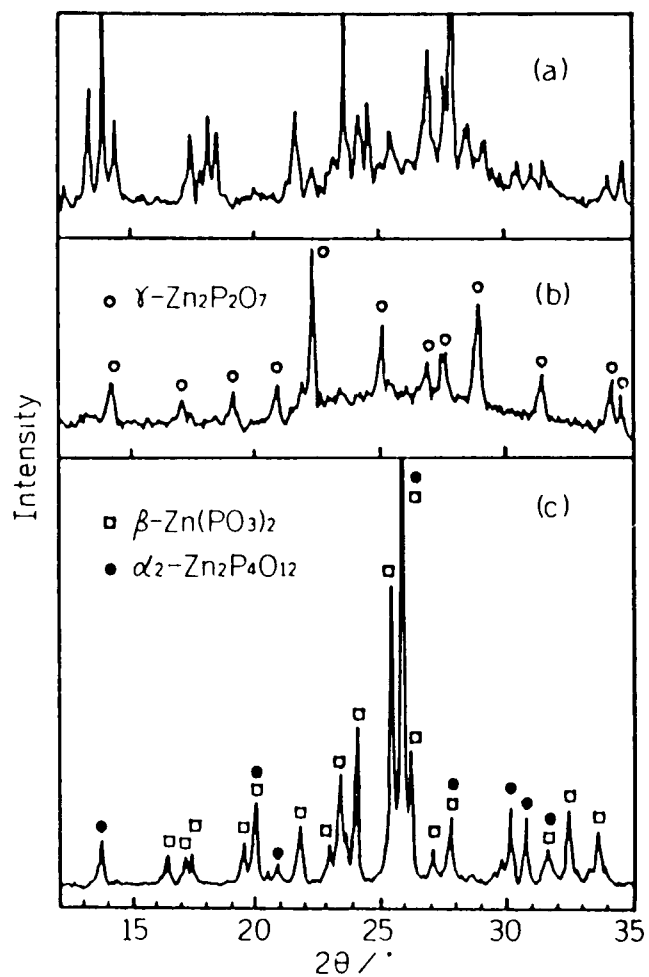 (a)
(b)
○ γ-Zn₂P₂O₇
(c)
□ β-Zn(PO₃)₂
● α₂-Zn₂P₄O₁₂
Intensity
15 20 25 30 35
2θ / °